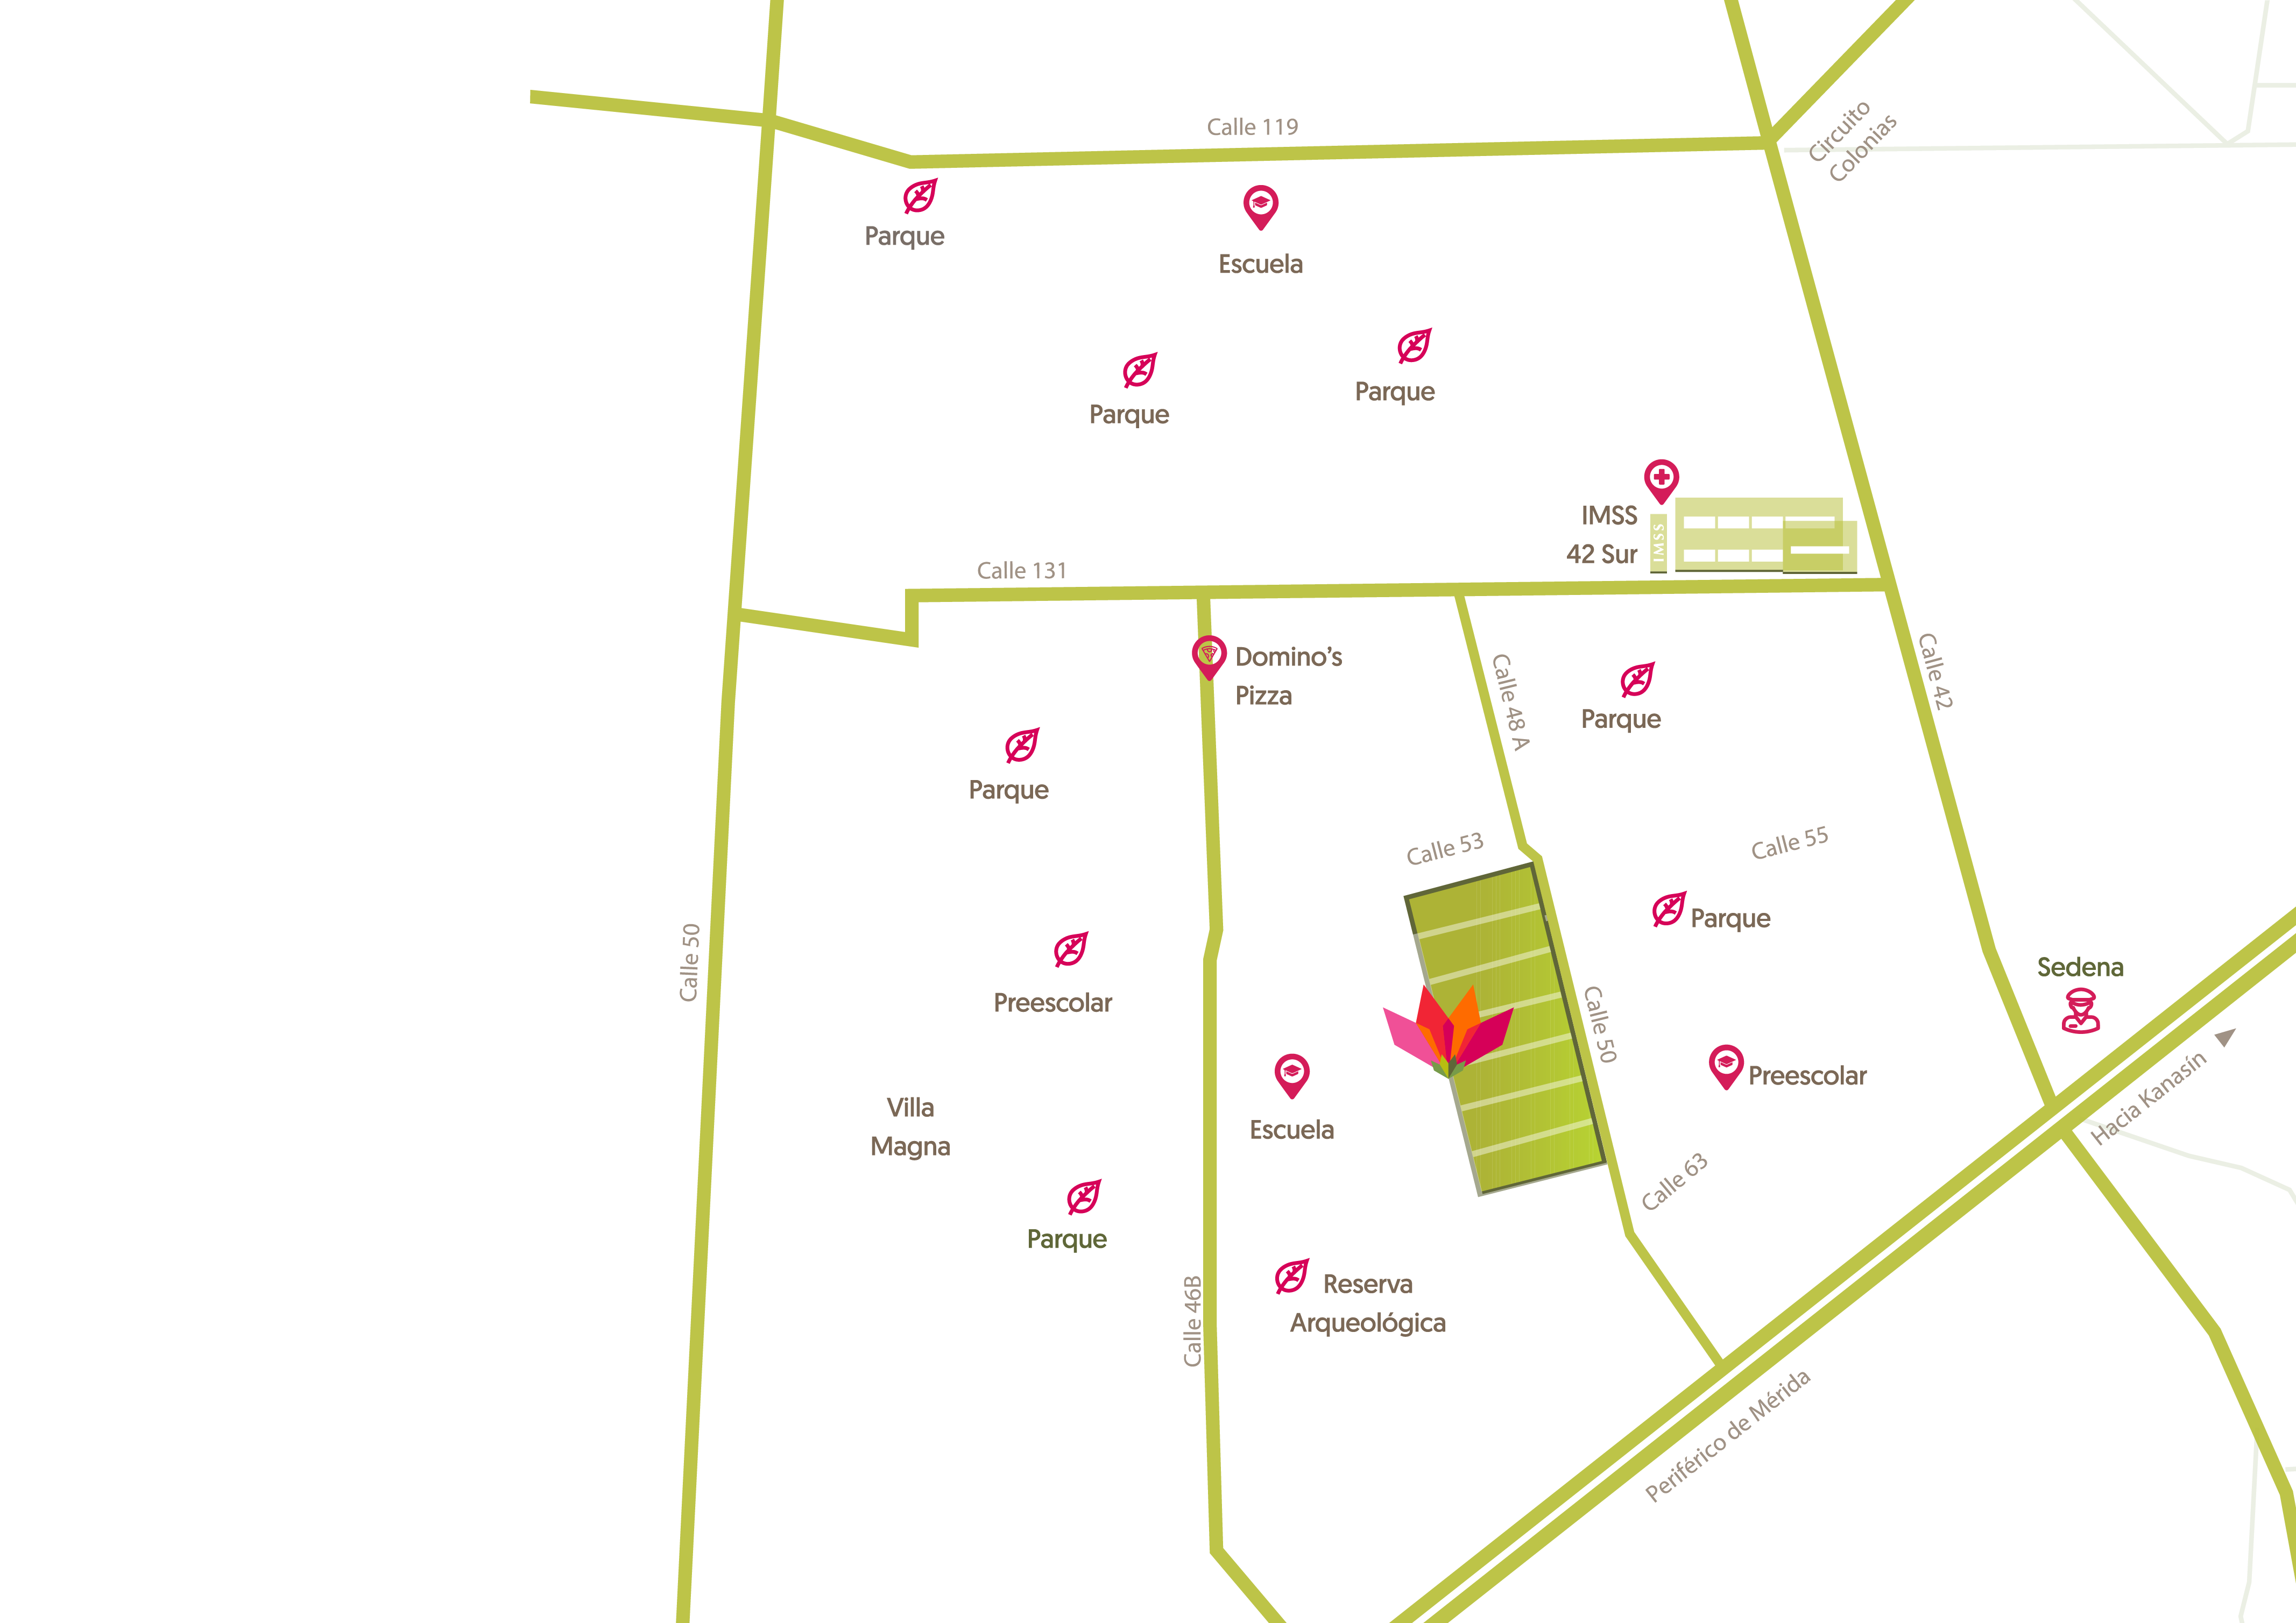 Calle 119
Circuito
Colonias
Parque
Escuela
Parque
Parque
IMSS
42 Sur
IMSS
Calle 131
Domino's
Pizza
Calle 48 A
Parque
Calle 42
Parque
Calle 53
Calle 55
Parque
Calle 50
Preescolar
Sedena
Calle 50
Hacia Kanasín
Preescolar
Villa
Magna
Escuela
Calle 63
Parque
Calle 46B
Reserva
Arqueológica
Periférico de Mérida